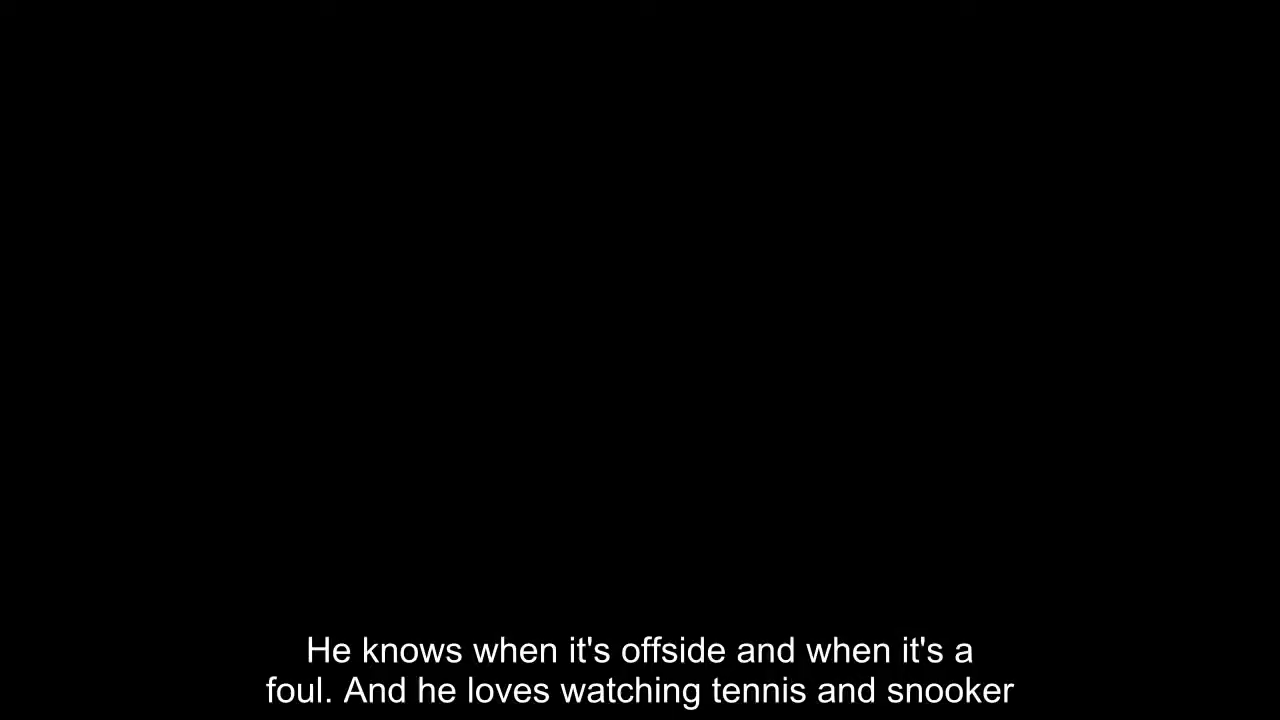 He knows when it's offside and when it's a
foul. And he loves watching tennis and snooker